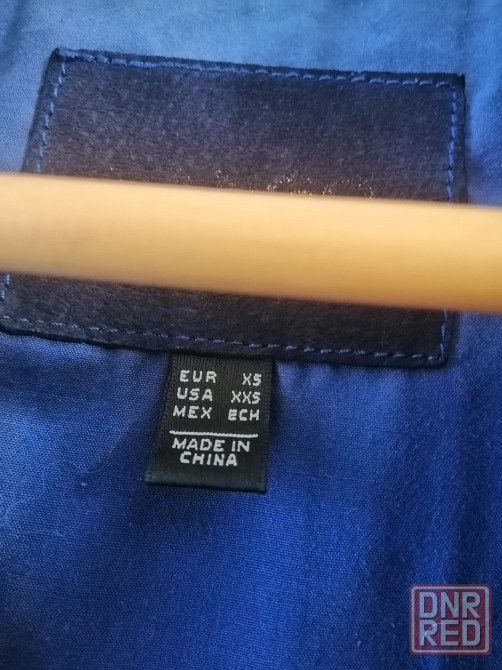 EUR XS
USA XXS
MEX ECH
MADE IN
CHINA
DNR
RED